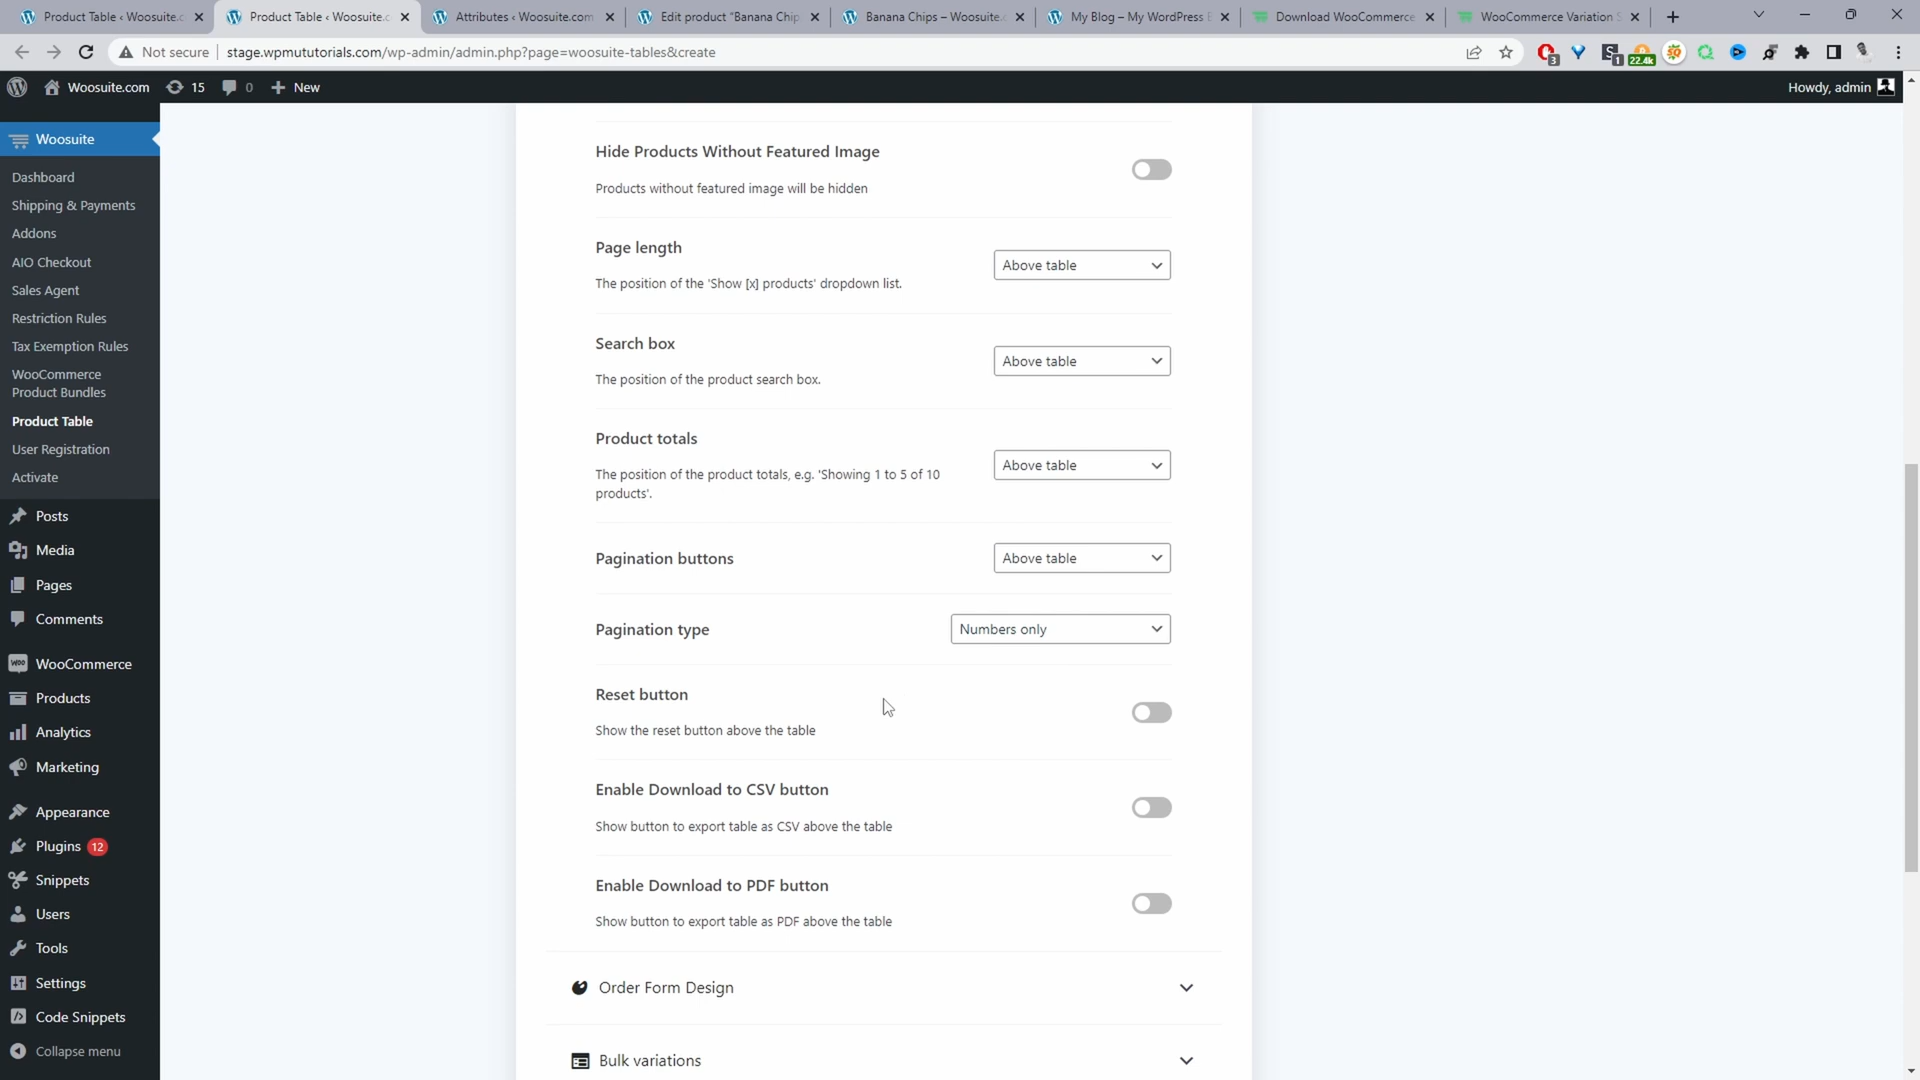 Product Table ‹ Woosuite.c
Product Table ‹ Woosuite.c
Attributes ‹ Woosuite.com
Edit product "Banana Chip
Banana Chips – Woosuite.c
My Blog – My WordPress B
Download WooCommerce
WooCommerce Variation S
Not secure
stage.wpmututorials.com/wp-admin/admin.php?page=woosuite-tables&create
3
1
22.4k
Woosuite.com
15
0
New
Howdy, admin
Woosuite
Dashboard
Shipping & Payments
Addons
AIO Checkout
Sales Agent
Restriction Rules
Tax Exemption Rules
WooCommerce
Product Bundles
Product Table
User Registration
Activate
Posts
Media
Pages
Comments
WooCommerce
Products
Analytics
Marketing
Appearance
Plugins 12
Snippets
Users
Tools
Settings
Code Snippets
Collapse menu
Hide Products Without Featured Image
Products without featured image will be hidden
Page length
Above table
The position of the 'Show [x] products' dropdown list.
Search box
Above table
The position of the product search box.
Product totals
Above table
The position of the product totals, e.g. 'Showing 1 to 5 of 10
products'.
Pagination buttons
Above table
Pagination type
Numbers only
Reset button
Show the reset button above the table
Enable Download to CSV button
Show button to export table as CSV above the table
Enable Download to PDF button
Show button to export table as PDF above the table
Order Form Design
Bulk variations